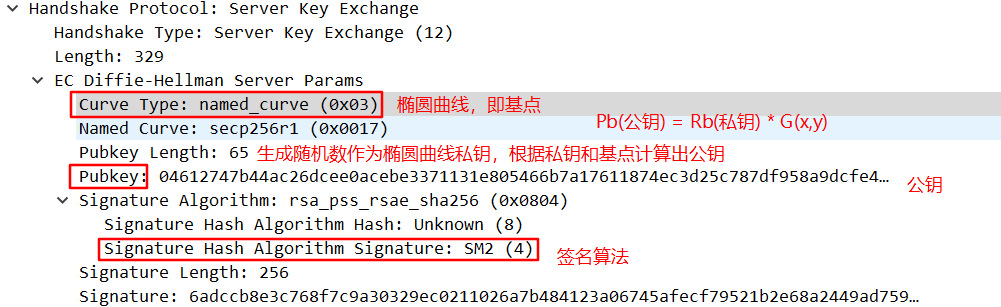 Handshake Protocol: Server Key Exchange
Handshake Type: Server Key Exchange (12)
Length: 329
EC Diffie-Hellman Server Params
Curve Type: named_curve (0x03) 椭圆曲线，即基点
Named Curve: secp256r1 (0x0017) Pb(公钥) = Rb(私钥) * G(x,y)
Pubkey Length: 65 生成随机数作为椭圆曲线私钥，根据私钥和基点计算出公钥
Pubkey: 04612747b44ac26dcee0acebe3371131e805466b7a17611874ec3d25c787df958a9dcfe4… 公钥
Signature Algorithm: rsa_pss_rsae_sha256 (0x0804)
Signature Hash Algorithm Hash: Unknown (8)
Signature Hash Algorithm Signature: SM2 (4) 签名算法
Signature Length: 256
Signature: 6adccb8e3c768f7c9a30329ec0211026a7b484123a06745afecf79521b2e68a2449ad759…